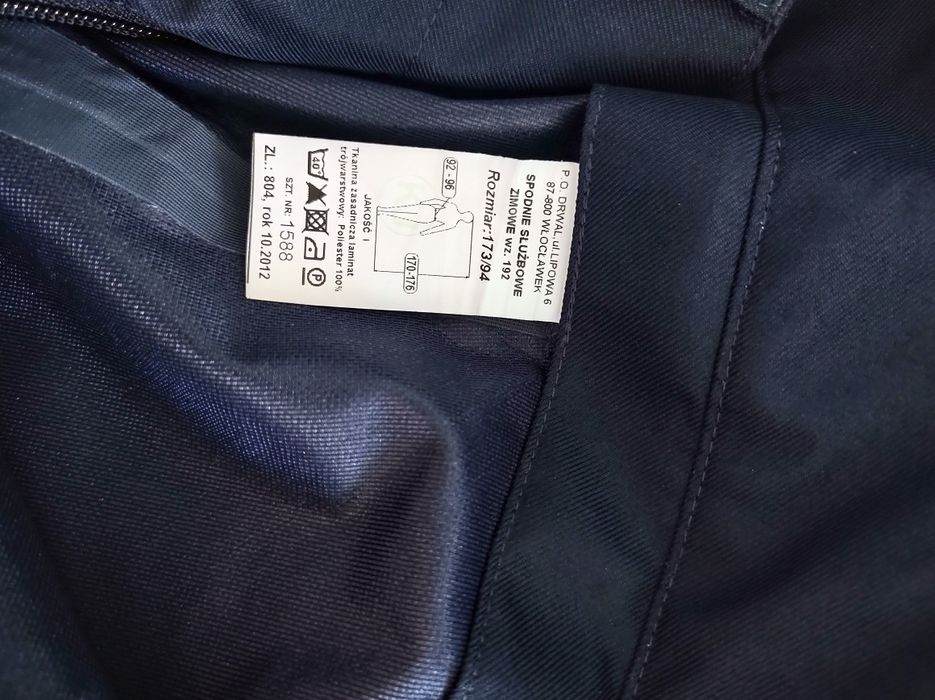 P.O. DRWAL, ul.LIPOWA 6
87-800 WŁOCŁAWEK
SPODNIE SŁUŻBOWE
ZIMOWE wz. 192
Rozmiar:173/94
92 - 96
170-176
JAKOŚĆ I
Tkanina zasadnicza laminat
trójwarstwowy: Poliester 100%
40°
P
SZT. NR: 1588
ZL.: 804, rok 10.2012